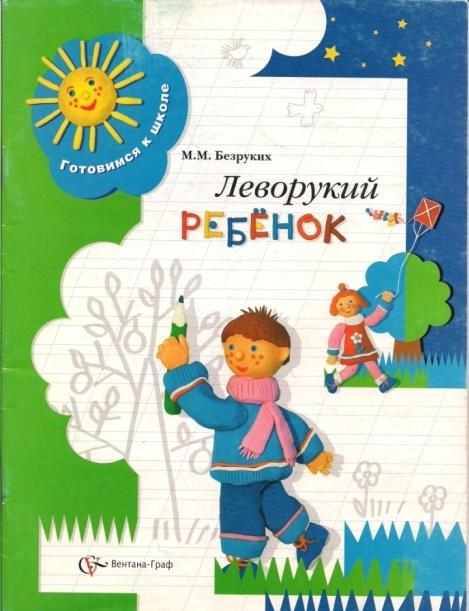 Готовимся к школе
М.М. Безруких
Леворукий
РЕБЁНОК
Вентана-Граф